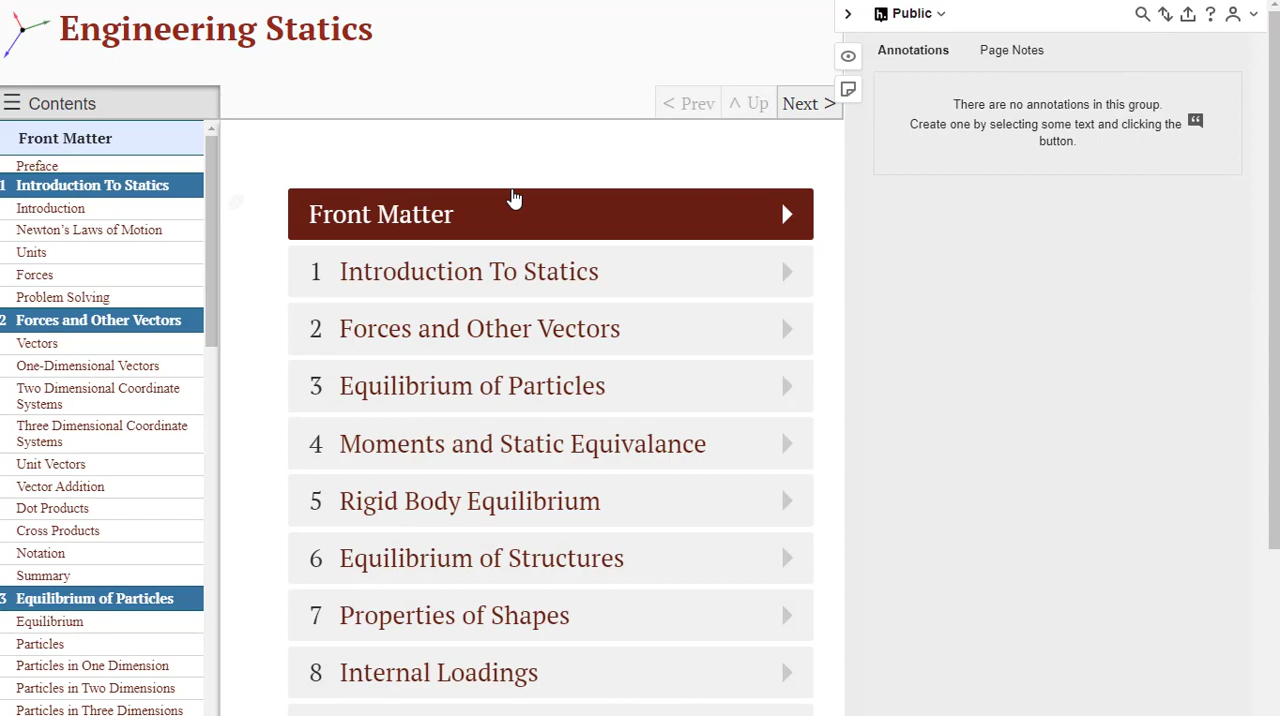 Engineering Statics
Public
Annotations
Page Notes
There are no annotations in this group.
Create one by selecting some text and clicking the
button.
Contents
< Prev
^ Up
Next >
Front Matter
Preface
1 Introduction To Statics
Introduction
Newton's Laws of Motion
Units
Forces
Problem Solving
2 Forces and Other Vectors
Vectors
One-Dimensional Vectors
Two Dimensional Coordinate
Systems
Three Dimensional Coordinate
Systems
Unit Vectors
Vector Addition
Dot Products
Cross Products
Notation
Summary
3 Equilibrium of Particles
Equilibrium
Particles
Particles in One Dimension
Particles in Two Dimensions
Particles in Three Dimensions
Front Matter
1 Introduction To Statics
2 Forces and Other Vectors
3 Equilibrium of Particles
4 Moments and Static Equivalance
5 Rigid Body Equilibrium
6 Equilibrium of Structures
7 Properties of Shapes
8 Internal Loadings